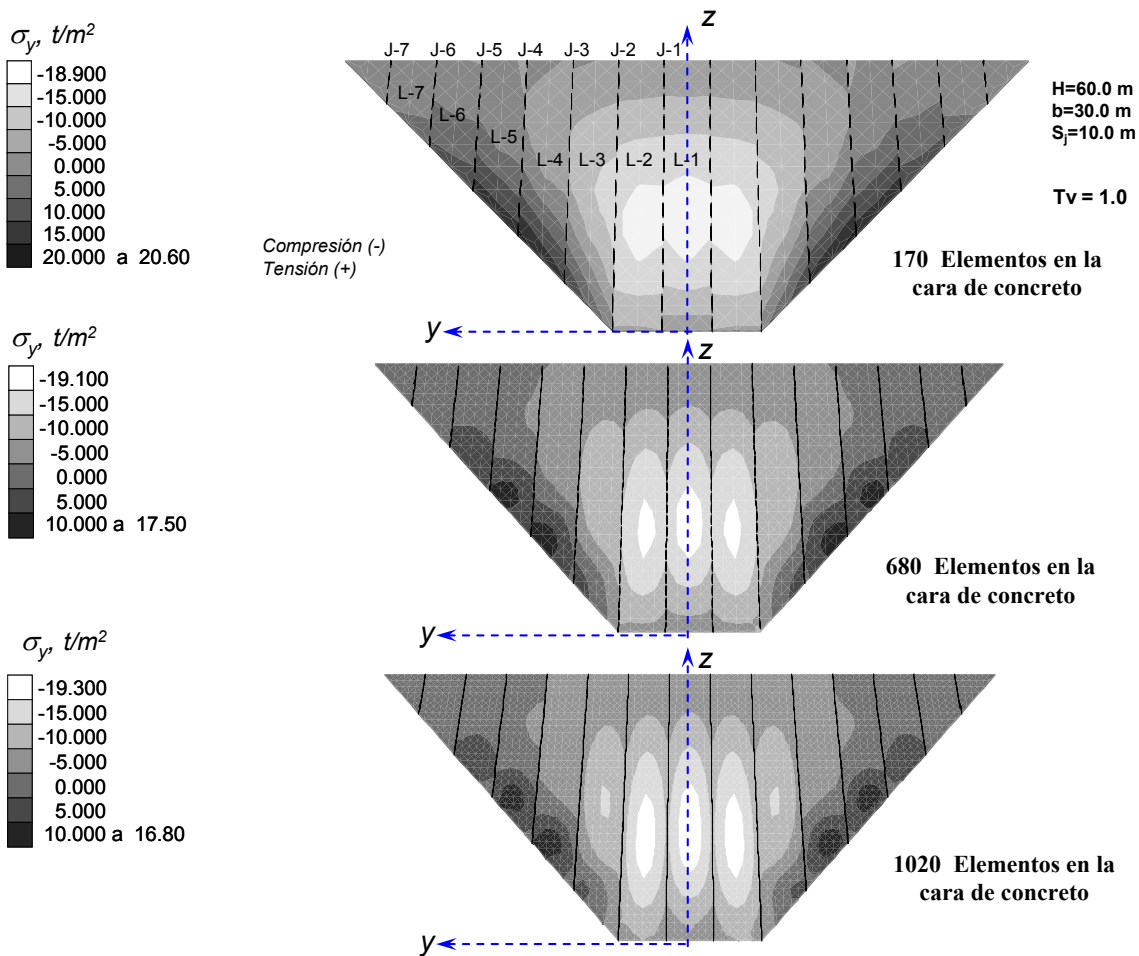 σy, t/m2
-18.900
-15.000
-10.000
-5.000
0.000
5.000
10.000
15.000
20.000 a 20.60
z
J-7 J-6 J-5 J-4 J-3 J-2 J-1
L-7
L-6
L-5
L-4 L-3 L-2 L-1
H=60.0 m
b=30.0 m
Sj=10.0 m
Tv = 1.0
Compresión (-)
Tensión (+)
170 Elementos en la
cara de concreto
y
σy, t/m2
-19.100
-15.000
-10.000
-5.000
0.000
5.000
10.000 a 17.50
z
680 Elementos en la
cara de concreto
y
σy, t/m2
-19.300
-15.000
-10.000
-5.000
0.000
5.000
10.000 a 16.80
z
1020 Elementos en la
cara de concreto
y